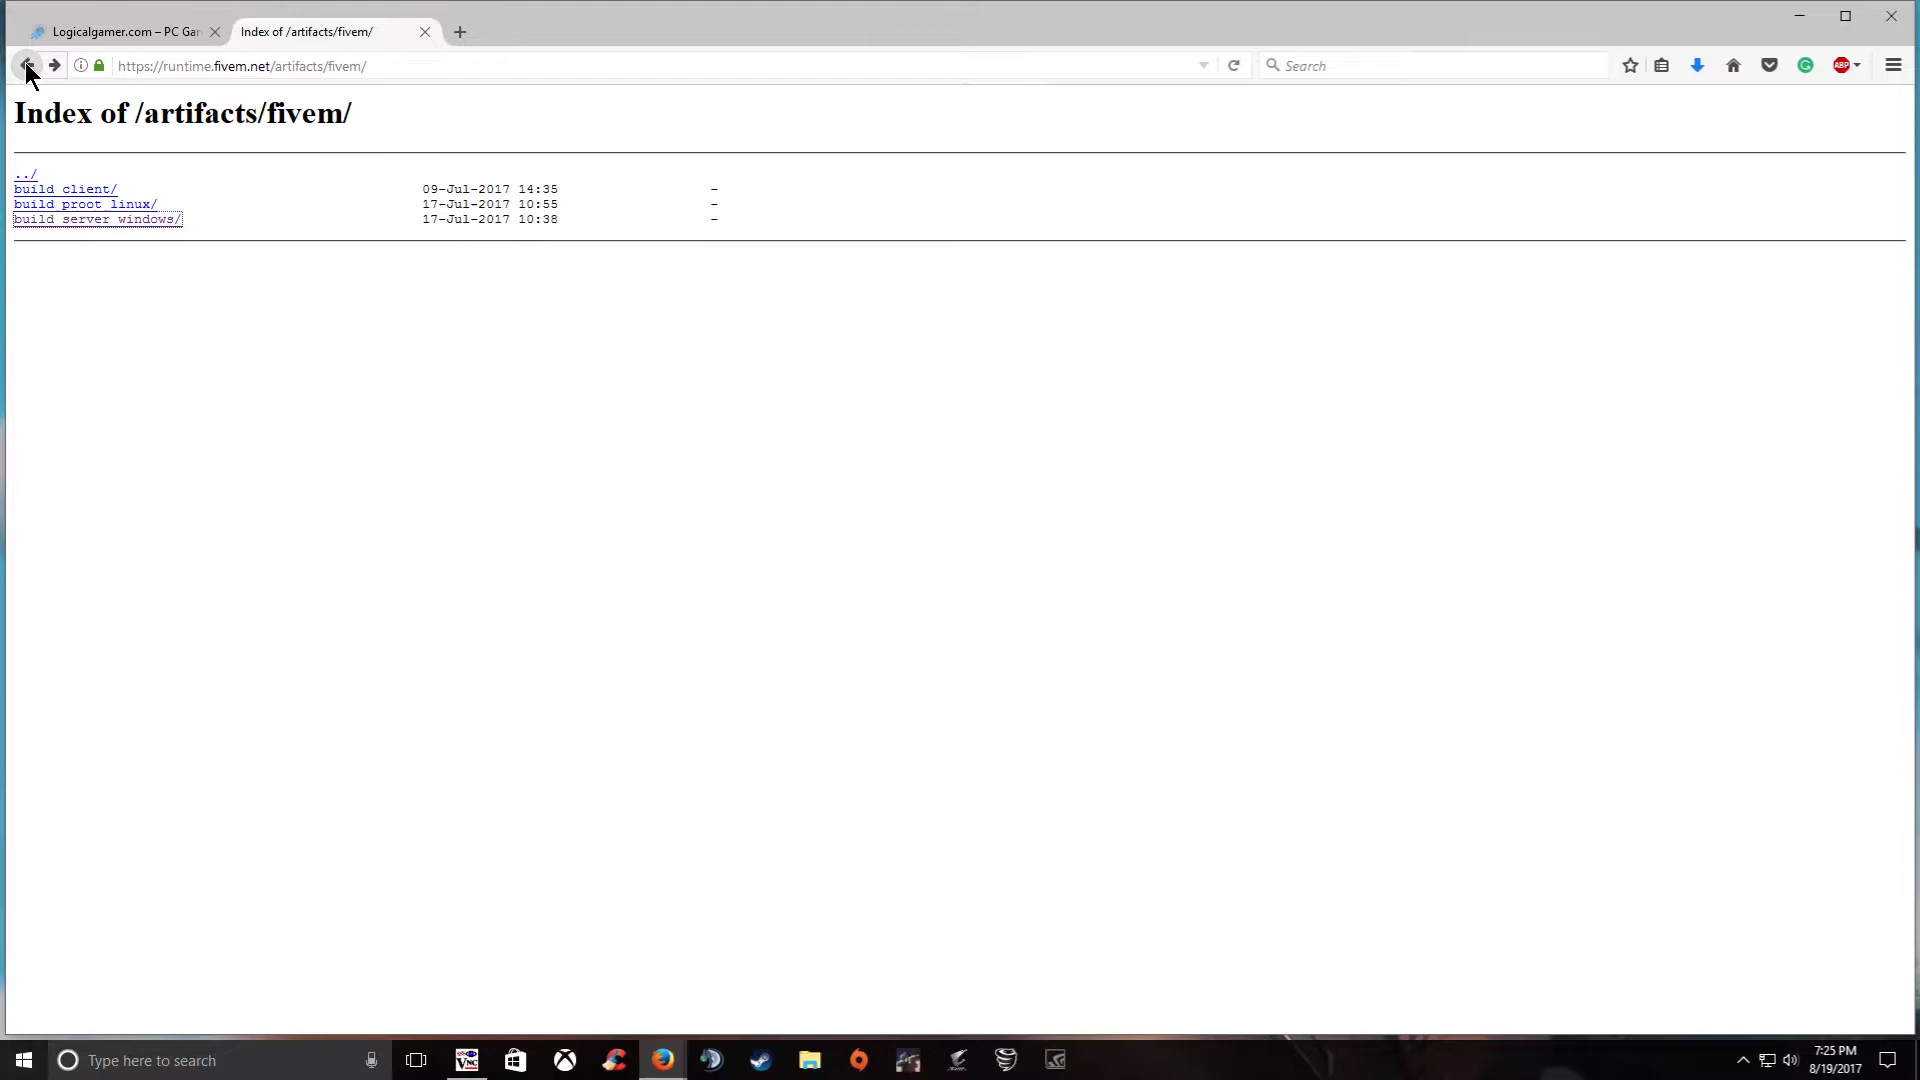 Logicalgamer.com – PC Gar
Index of /artifacts/fivem/
https://runtime.fivem.net/artifacts/fivem/
Search
ABP
Index of /artifacts/fivem/
../
build_client/ 09-Jul-2017 14:35 -
build_proot_linux/ 17-Jul-2017 10:55 -
build_server_windows/ 17-Jul-2017 10:38 -
Type here to search
VNC
7:25 PM
8/19/2017